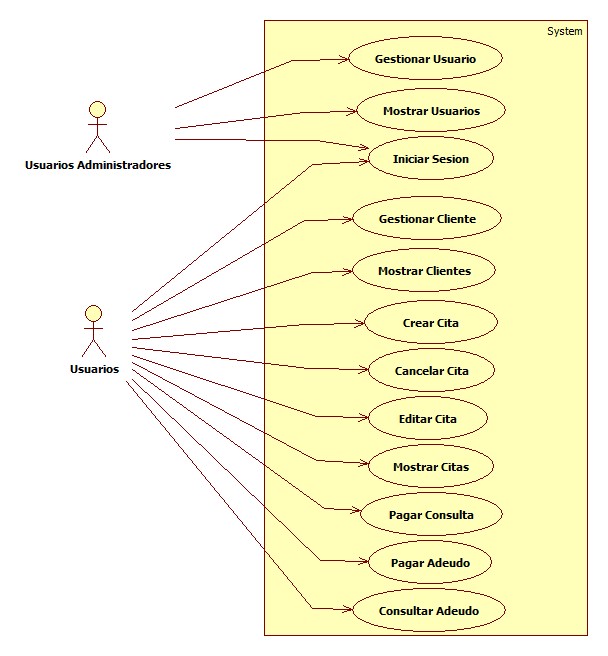 System
Gestionar Usuario
Mostrar Usuarios
Usuarios Administradores
Iniciar Sesion
Gestionar Cliente
Mostrar Clientes
Crear Cita
Usuarios
Cancelar Cita
Editar Cita
Mostrar Citas
Pagar Consulta
Pagar Adeudo
Consultar Adeudo